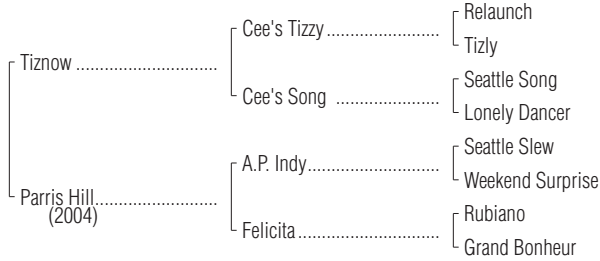 Relaunch
Cee's Tizzy
Tizly
Tiznow
Seattle Song
Cee's Song
Lonely Dancer
Seattle Slew
A.P. Indy
Weekend Surprise
Parris Hill
(2004)
Rubiano
Felicita
Grand Bonheur